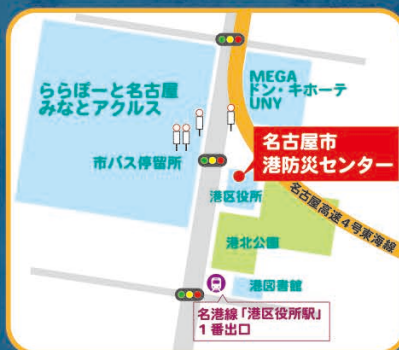 ららぽーと名古屋
みなとアクルス
MEGA
ドン・キホーテ
UNY
市バス停留所
名古屋市
港防災センター
港区役所
名古屋高速4号東海線
港北公園
港図書館
名港線「港区役所駅」
1番出口